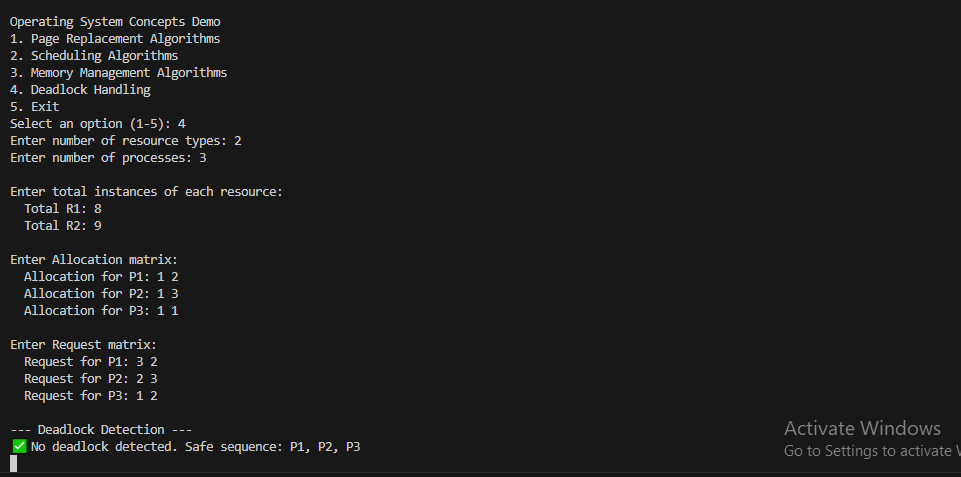 Operating System Concepts Demo
1. Page Replacement Algorithms
2. Scheduling Algorithms
3. Memory Management Algorithms
4. Deadlock Handling
5. Exit
Select an option (1-5): 4
Enter number of resource types: 2
Enter number of processes: 3
Enter total instances of each resource:
Total R1: 8
Total R2: 9
Enter Allocation matrix:
Allocation for P1: 1 2
Allocation for P2: 1 3
Allocation for P3: 1 1
Enter Request matrix:
Request for P1: 3 2
Request for P2: 2 3
Request for P3: 1 2
--- Deadlock Detection ---
✅ No deadlock detected. Safe sequence: P1, P2, P3
Activate Windows
Go to Settings to activate